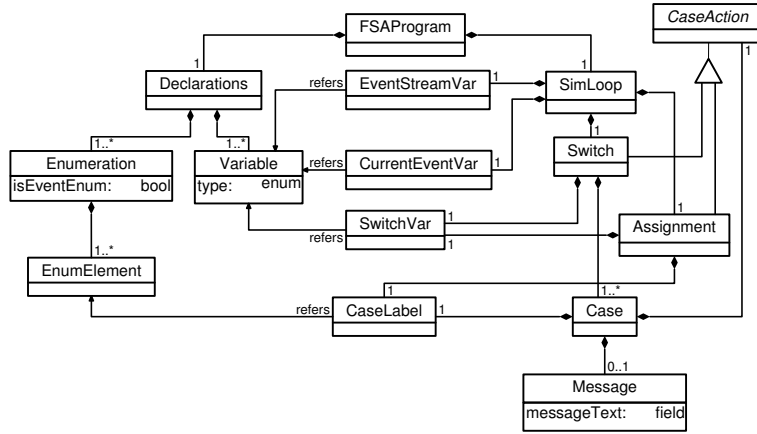 FSAProgram
CaseAction
1
1
1
Declarations
refers
EventStreamVar
1
SimLoop
1..*
1..*
1
Enumeration
isEventEnum: bool
Variable
type: enum
refers
CurrentEventVar
1
Switch
SwitchVar
1
refers
1
1
Assignment
1..*
EnumElement
1
1..*
refers
CaseLabel
1
Case
0..1
Message
messageText: field